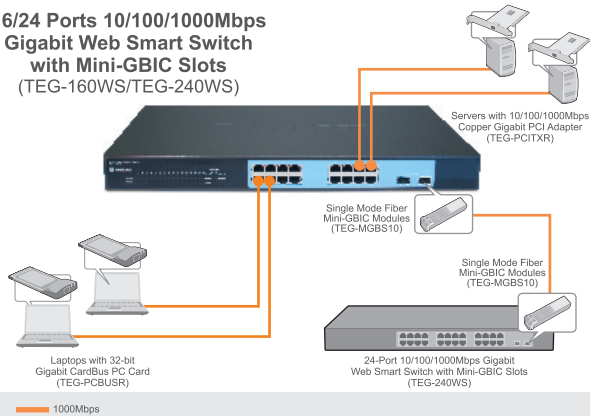 6/24 Ports 10/100/1000Mbps
Gigabit Web Smart Switch
with Mini-GBIC Slots
(TEG-160WS/TEG-240WS)
Servers with 10/100/1000Mbps
Copper Gigabit PCI Adapter
(TEG-PCITXR)
Single Mode Fiber
Mini-GBIC Modules
(TEG-MGBS10)
Single Mode Fiber
Mini-GBIC Modules
(TEG-MGBS10)
Laptops with 32-bit
Gigabit CardBus PC Card
(TEG-PCBUSR)
24-Port 10/100/1000Mbps Gigabit
Web Smart Switch with Mini-GBIC Slots
(TEG-240WS)
1000Mbps